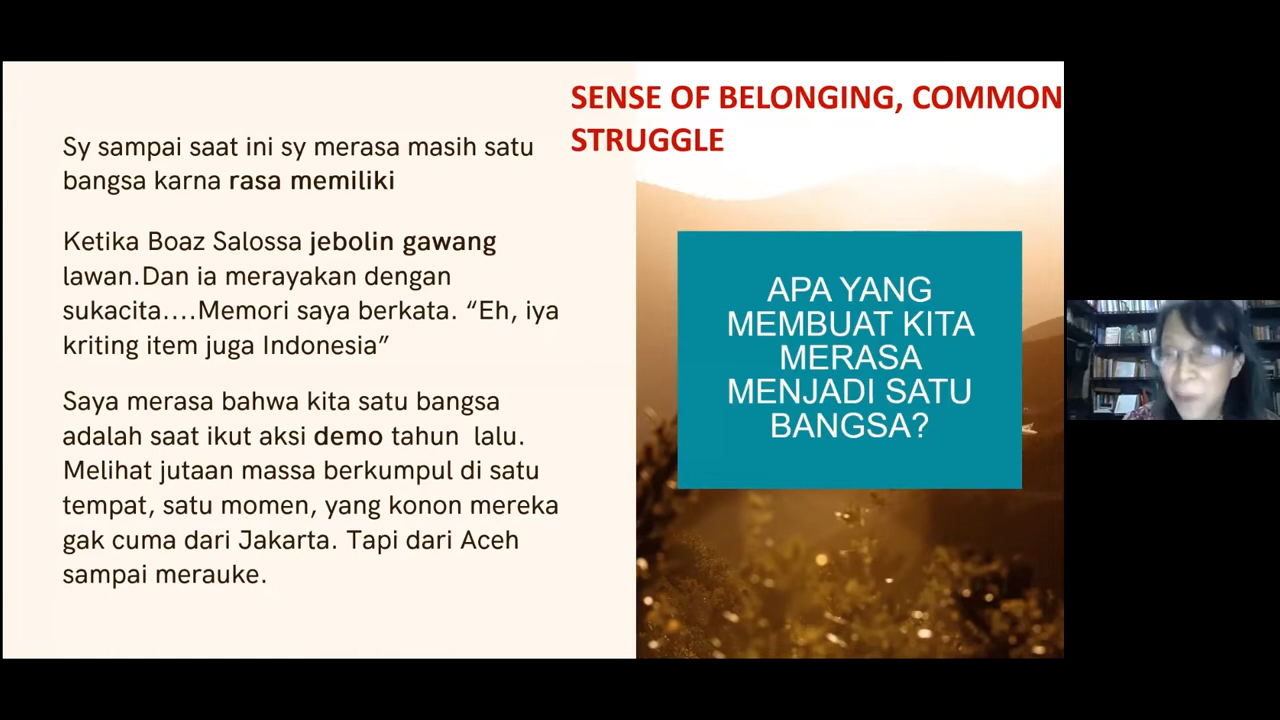 SENSE OF BELONGING, COMMON
STRUGGLE
Sy sampai saat ini sy merasa masih satu
bangsa karna rasa memiliki
Ketika Boaz Salossa jebolin gawang
lawan.Dan ia merayakan dengan
sukacita....Memori saya berkata. “Eh, iya
kriting item juga Indonesia”
Saya merasa bahwa kita satu bangsa
adalah saat ikut aksi demo tahun lalu.
Melihat jutaan massa berkumpul di satu
tempat, satu momen, yang konon mereka
gak cuma dari Jakarta. Tapi dari Aceh
sampai merauke.
APA YANG
MEMBUAT KITA
MERASA
MENJADI SATU
BANGSA?